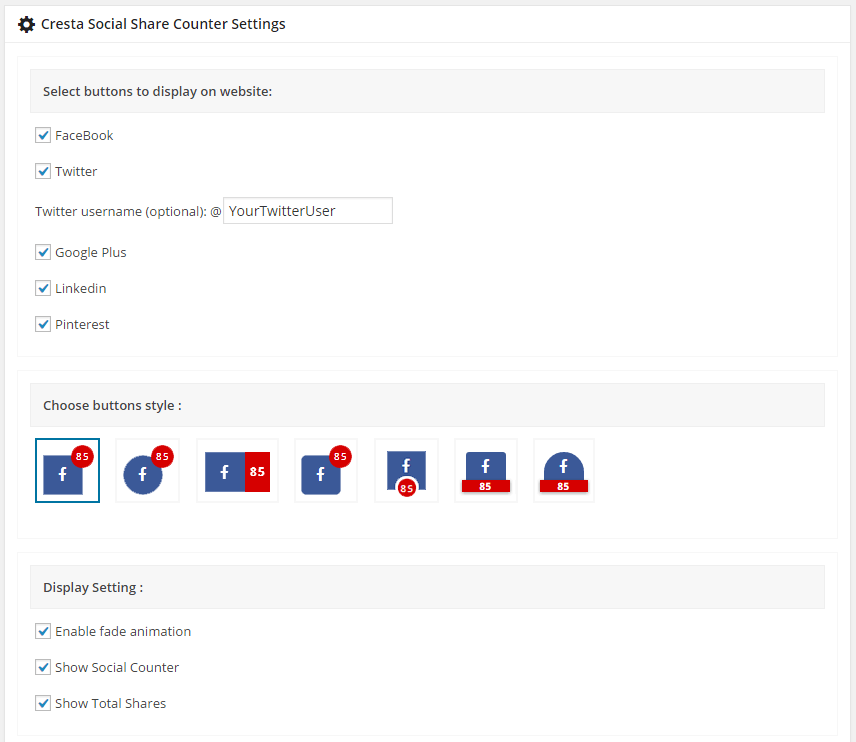 Cresta Social Share Counter Settings
Select buttons to display on website:
FaceBook
Twitter
Twitter username (optional): @ YourTwitterUser
Google Plus
Linkedin
Pinterest
Choose buttons style :
f 85 f 85 f 85 f 85 f 85 f 85 f 85
Display Setting :
Enable fade animation
Show Social Counter
Show Total Shares